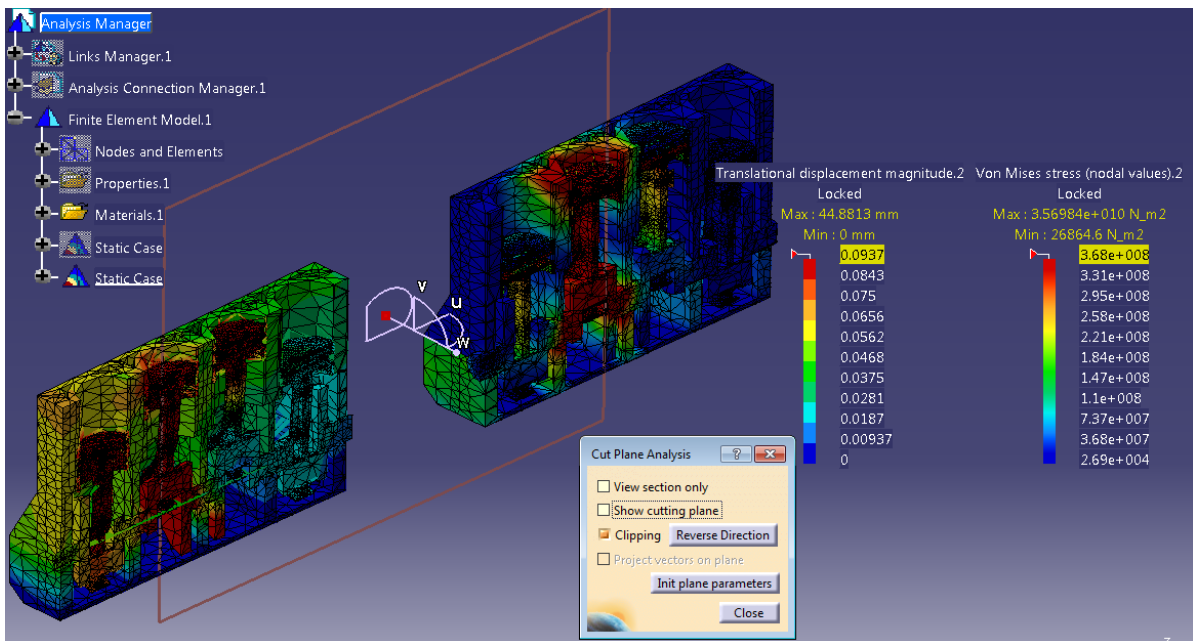 Analysis Manager
Links Manager.1
Analysis Connection Manager.1
Finite Element Model.1
Nodes and Elements
Properties.1
Materials.1
Static Case
Static Case
v
u
w
Translational displacement magnitude.2
Locked
Max : 44.8813 mm
Min : 0 mm
0.0937
0.0843
0.075
0.0656
0.0562
0.0468
0.0375
0.0281
0.0187
0.00937
0
Von Mises stress (nodal values).2
Locked
Max : 3.56984e+010 N_m2
Min : 26864.6 N_m2
3.68e+008
3.31e+008
2.95e+008
2.58e+008
2.21e+008
1.84e+008
1.47e+008
1.1e+008
7.37e+007
3.68e+007
2.69e+004
Cut Plane Analysis
?
View section only
Show cutting plane
Clipping
Reverse Direction
Project vectors on plane
Init plane parameters
Close